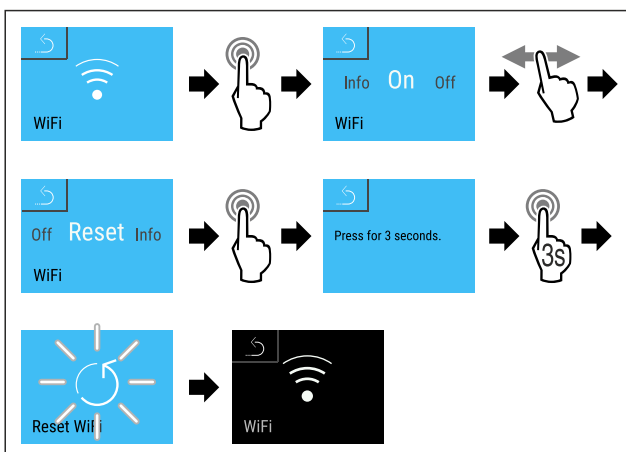 WiFi
Info On Off
WiFi
Off Reset Info
WiFi
Press for 3 seconds.
3s
Reset WiFi
WiFi